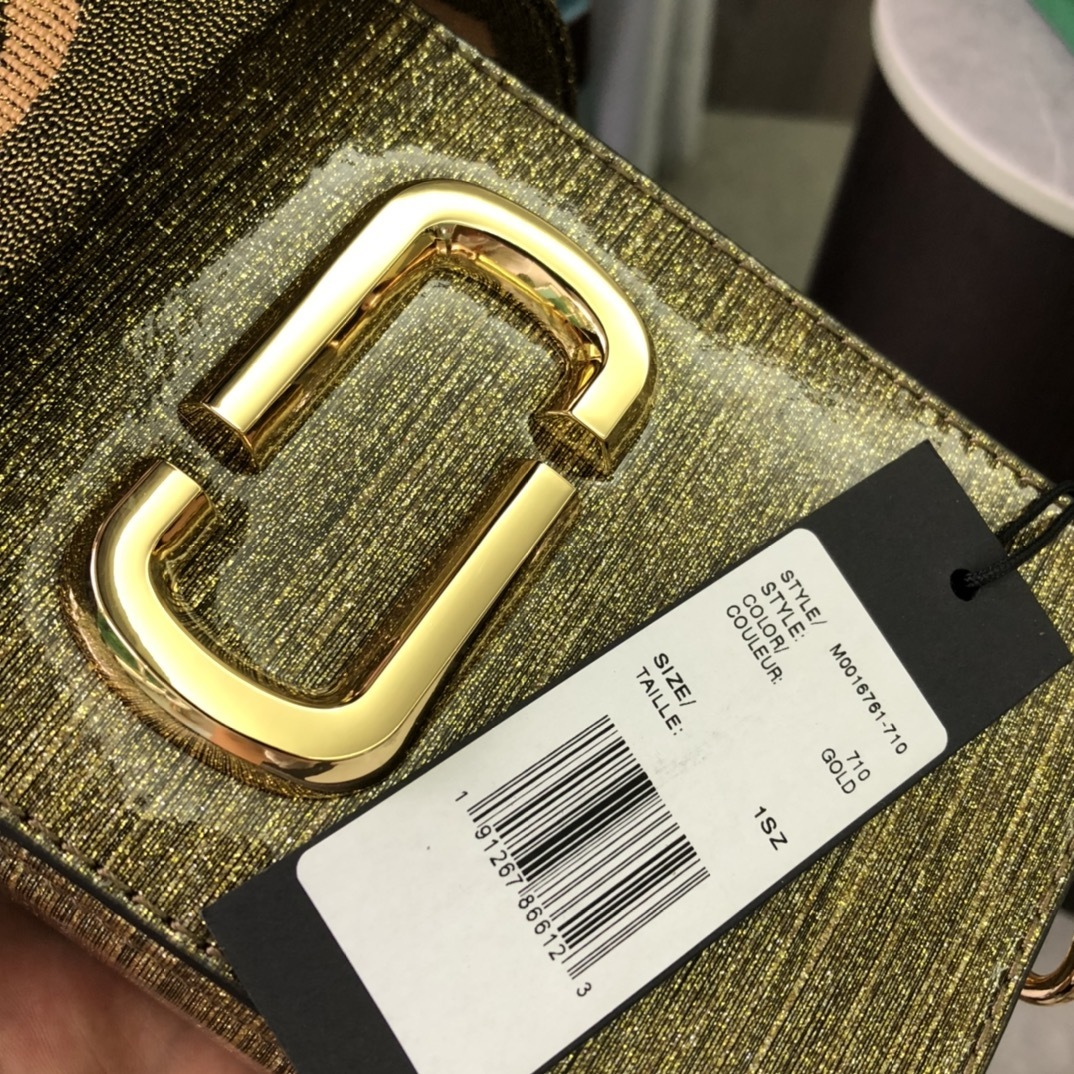 STYLE/ M0016761-710
STYLE:
COLOR/ 710
COULEUR: GOLD
SIZE/ 1SZ
TAILLE:
1 91267 86612 3